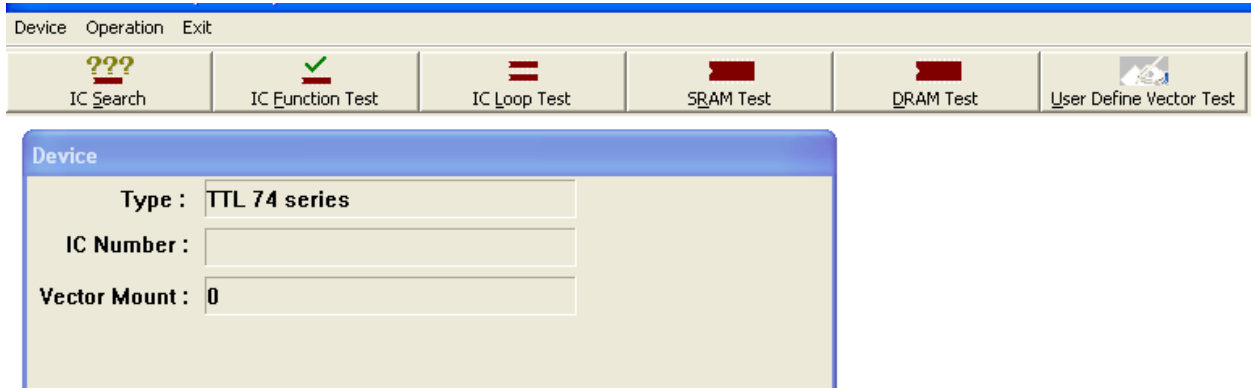 Device Operation Exit
???
IC Search IC Function Test IC Loop Test SRAM Test DRAM Test User Define Vector Test
Device
Type : TTL 74 series
IC Number :
Vector Mount : 0